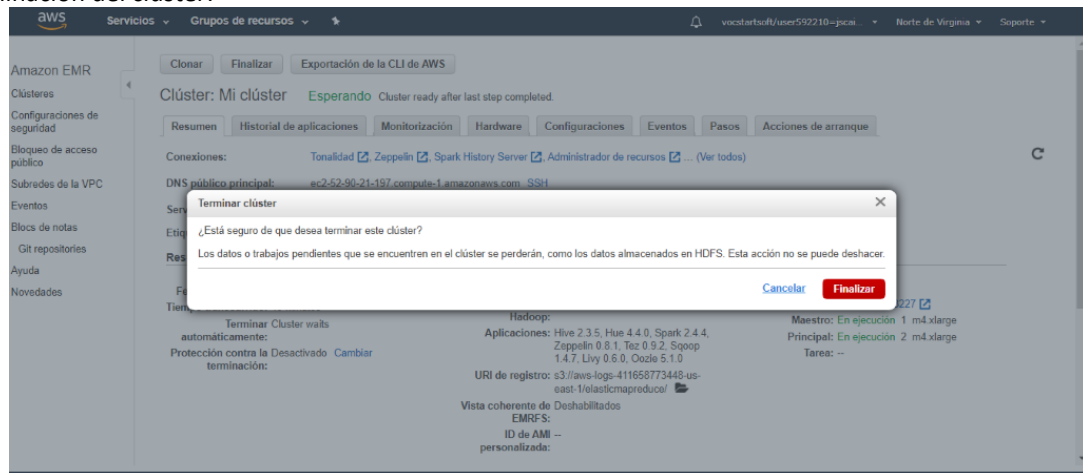 aws Servicios Grupos de recursos vocstartsoft/user592210=jscai... Norte de Virginia Soporte
Amazon EMR
Clústeres
Configuraciones de
seguridad
Bloqueo de acceso
público
Subredes de la VPC
Eventos
Blocs de notas
Git repositories
Ayuda
Novedades
Clonar Finalizar Exportación de la CLI de AWS
Clúster: Mi clúster Esperando Cluster ready after last step completed.
Resumen Historial de aplicaciones Monitorización Hardware Configuraciones Eventos Pasos Acciones de arranque
Conexiones: Tonalidad, Zeppelin, Spark History Server, Administrador de recursos ... (Ver todos)
DNS público principal: ec2-52-90-21-197.compute-1.amazonaws.com SSH
Terminar clúster
¿Está seguro de que desea terminar este clúster?
Los datos o trabajos pendientes que se encuentren en el clúster se perderán, como los datos almacenados en HDFS. Esta acción no se puede deshacer.
Cancelar Finalizar
Terminar Cluster waits
automáticamente:
Protección contra la Desactivado Cambiar
terminación:
Hadoop:
Aplicaciones: Hive 2.3.5, Hue 4.4.0, Spark 2.4.4,
Zeppelin 0.8.1, Tez 0.9.2, Sqoop
1.4.7, Livy 0.6.0, Oozie 5.1.0
URI de registro: s3://aws-logs-411658773448-us-
east-1/elasticmapreduce/
Vista coherente de Deshabilitados
EMRFS:
ID de AMI --
personalizada:
Maestro: En ejecución 1 m4.xlarge
Principal: En ejecución 2 m4.xlarge
Tarea: --